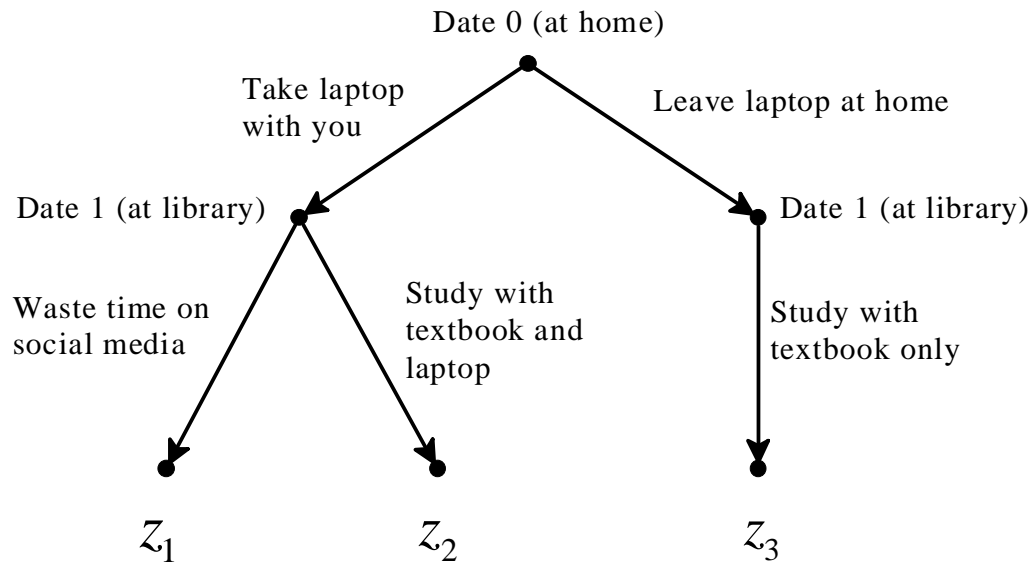 Date 0 (at home)
Take laptop
with you
Leave laptop at home
Date 1 (at library)
Date 1 (at library)
Waste time on
social media
Study with
textbook and
laptop
Study with
textbook only
z₁
z₂
z₃